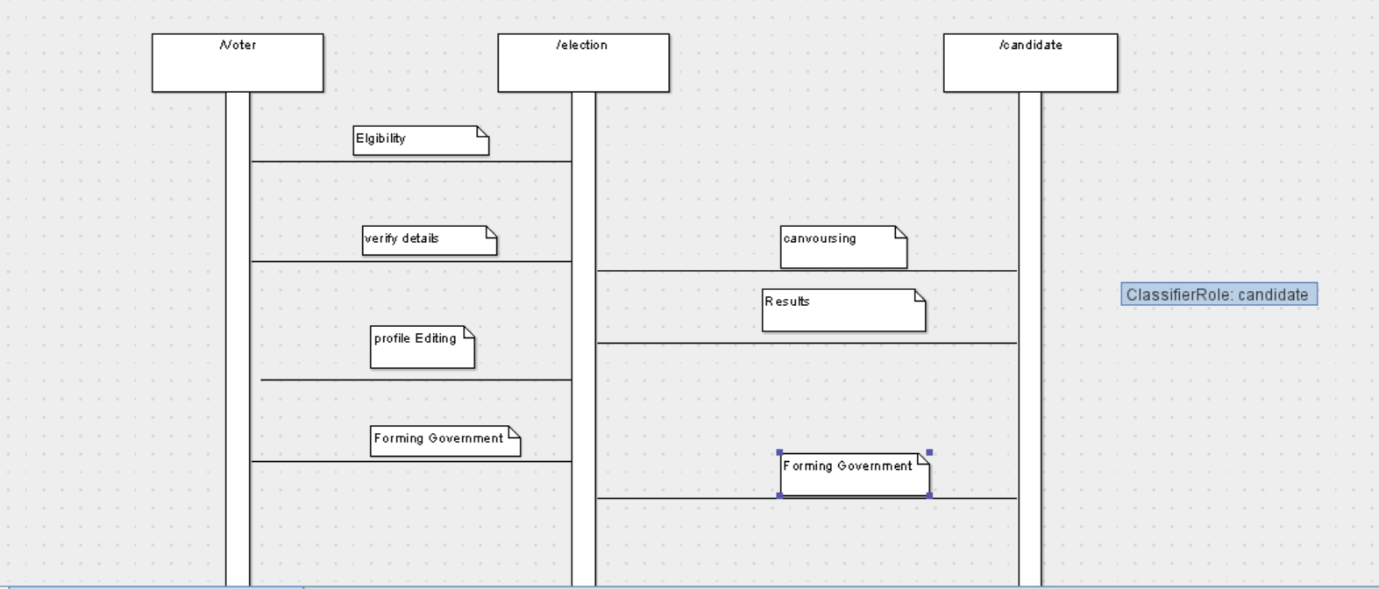 /Voter
/election
/candidate
Elgibility
verify details
canvoursing
ClassifierRole: candidate
Results
profile Editing
Forming Government
Forming Government